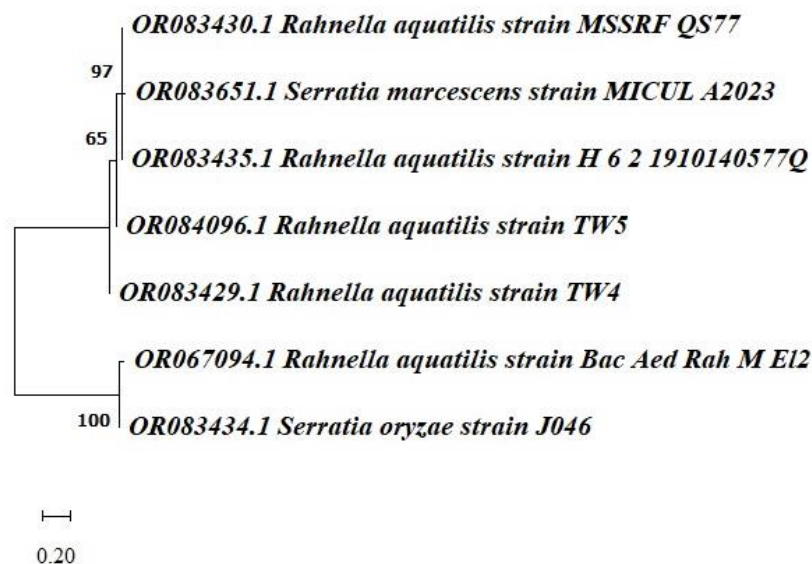 OR083430.1 Rahnella aquatilis strain MSSRF QS77
97
OR083651.1 Serratia marcescens strain MICUL A2023
65
OR083435.1 Rahnella aquatilis strain H 6 2 1910140577Q
OR084096.1 Rahnella aquatilis strain TW5
OR083429.1 Rahnella aquatilis strain TW4
OR067094.1 Rahnella aquatilis strain Bac Aed Rah M El2
100
OR083434.1 Serratia oryzae strain J046
0.20